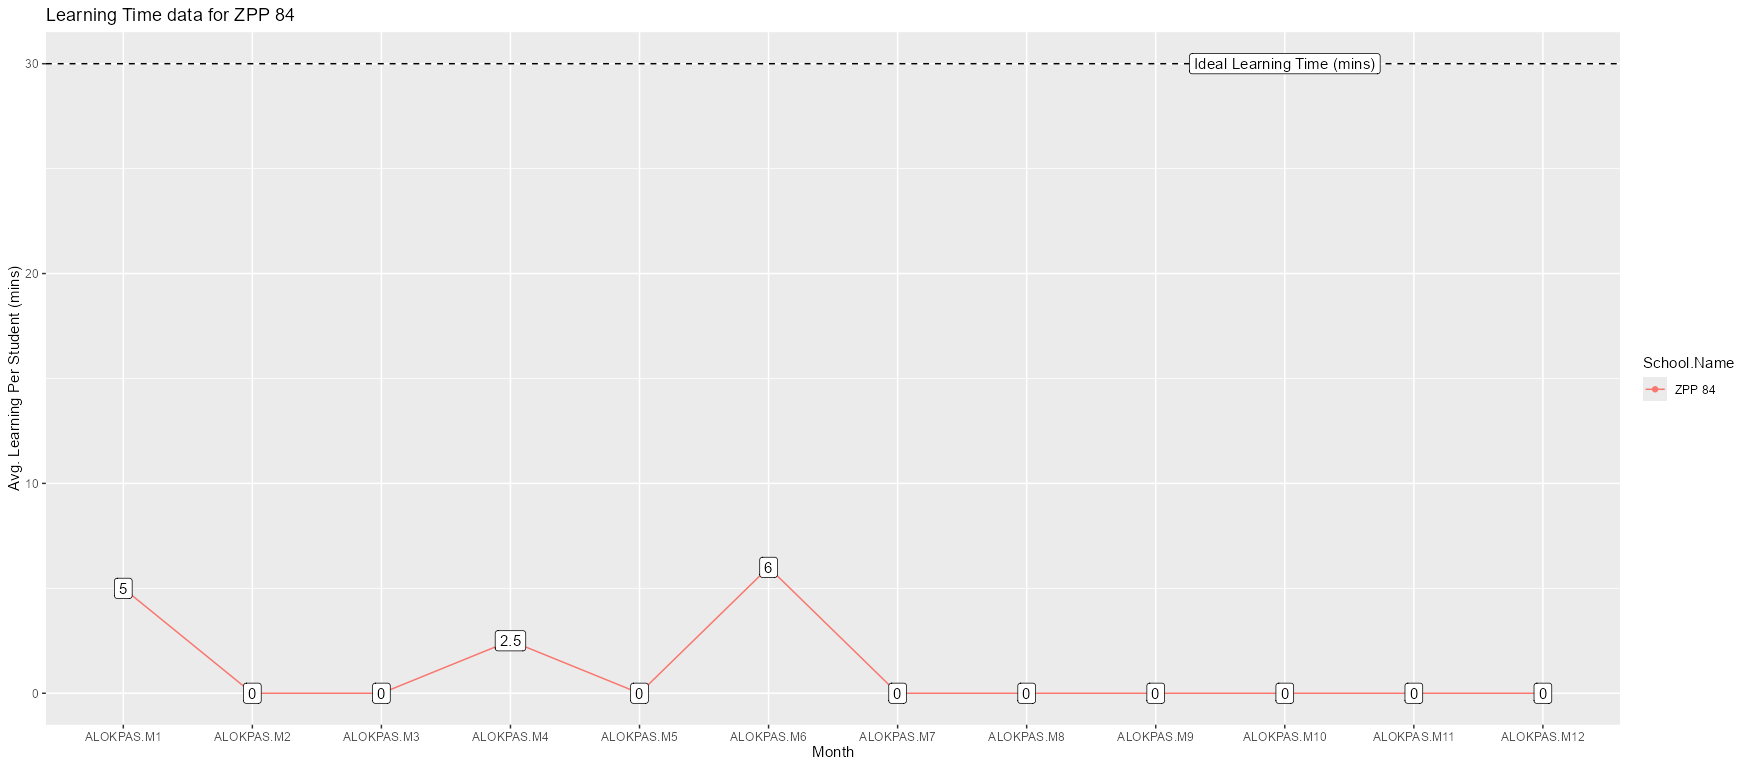 Learning Time data for ZPP 84
Avg. Learning Per Student (mins)
30
20
10
0
Ideal Learning Time (mins)
5
0
0
2.5
0
6
0
0
0
0
0
0
ALOKPAS.M1 ALOKPAS.M2 ALOKPAS.M3 ALOKPAS.M4 ALOKPAS.M5 ALOKPAS.M6 ALOKPAS.M7 ALOKPAS.M8 ALOKPAS.M9 ALOKPAS.M10 ALOKPAS.M11 ALOKPAS.M12
Month
School.Name
ZPP 84